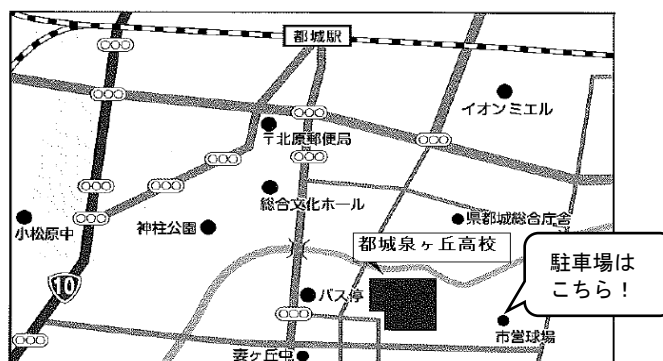 都城駅
イオンミエル
〒北原郵便局
総合文化ホール
県都城総合庁舎
小松原中
神柱公園
都城泉ヶ丘高校
駐車場は
こちら！
10
バス停
市営球場
妻ヶ丘中